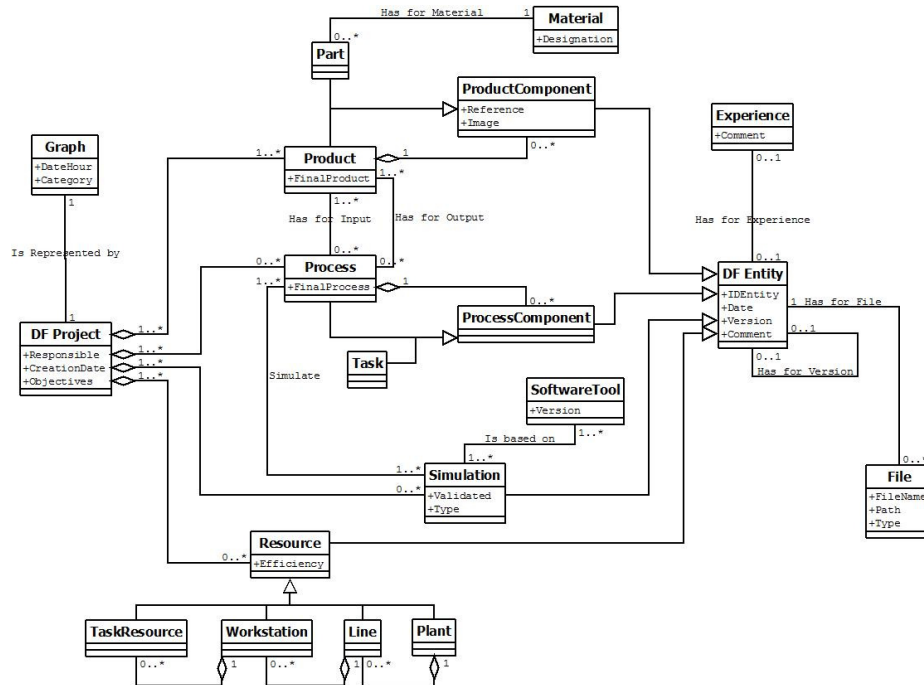 Has for Material
1
Material
+Designation
0..*
Part
ProductComponent
+Reference
+Image
Experience
+Comment
Graph
+DateHour
+Category
1..*
Product
1
0..*
0..1
+FinalProduct
1..*
1
1..*
Has for Input
Has for Output
Has for Experience
Is Represented by
0..*
0..*
0..*
0..1
Process
DF Entity
1..*
+FinalProcess
1
0..*
+IDEntity
+Date
+Version
+Comment
1
Has for File
1
DF Project
1..*
ProcessComponent
0..1
+Responsible
1..*
+CreationDate
1..*
+Objectives
1..*
Task
Simulate
0..1
Has for Version
SoftwareTool
+Version
Is based on
1..*
1..*
1..*
Simulation
0..*
0..*
+Validated
+Type
File
+FileName
+Path
+Type
Resource
0..*
+Efficiency
TaskResource
Workstation
Line
Plant
0..*
1
0..*
1
0..*
1